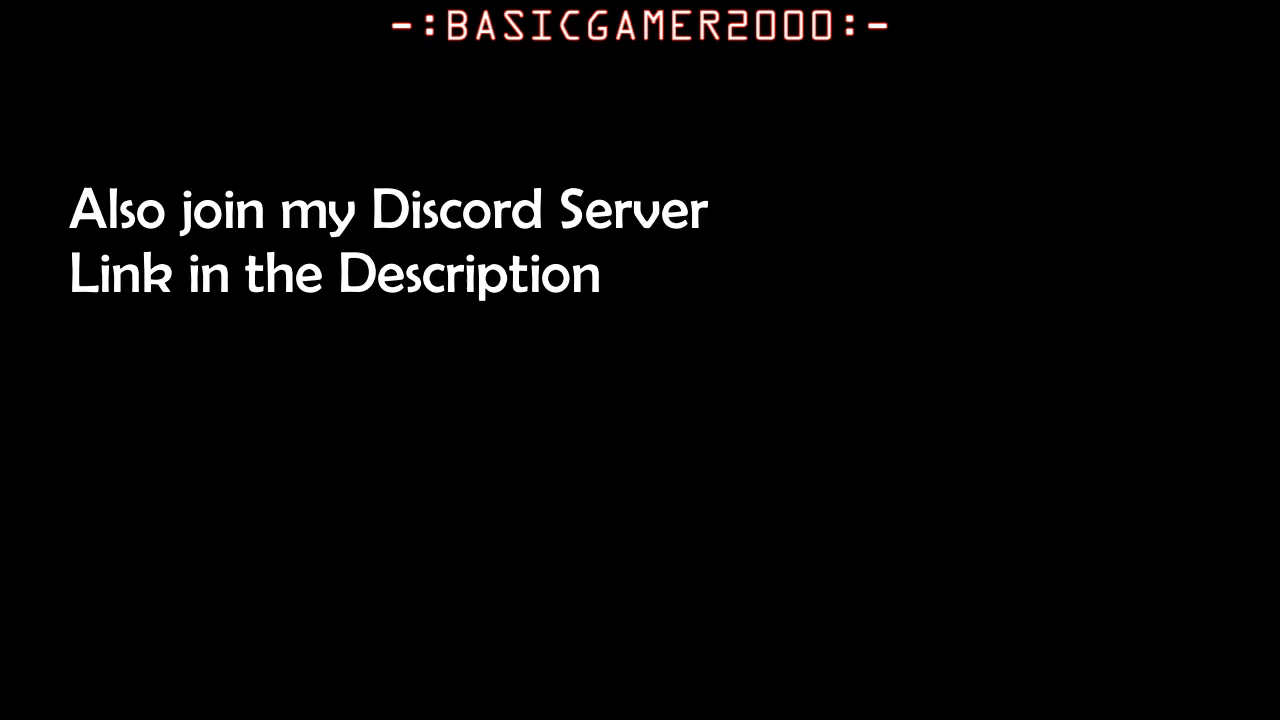 -:BASICGAMER2000:-
Also join my Discord Server
Link in the Description